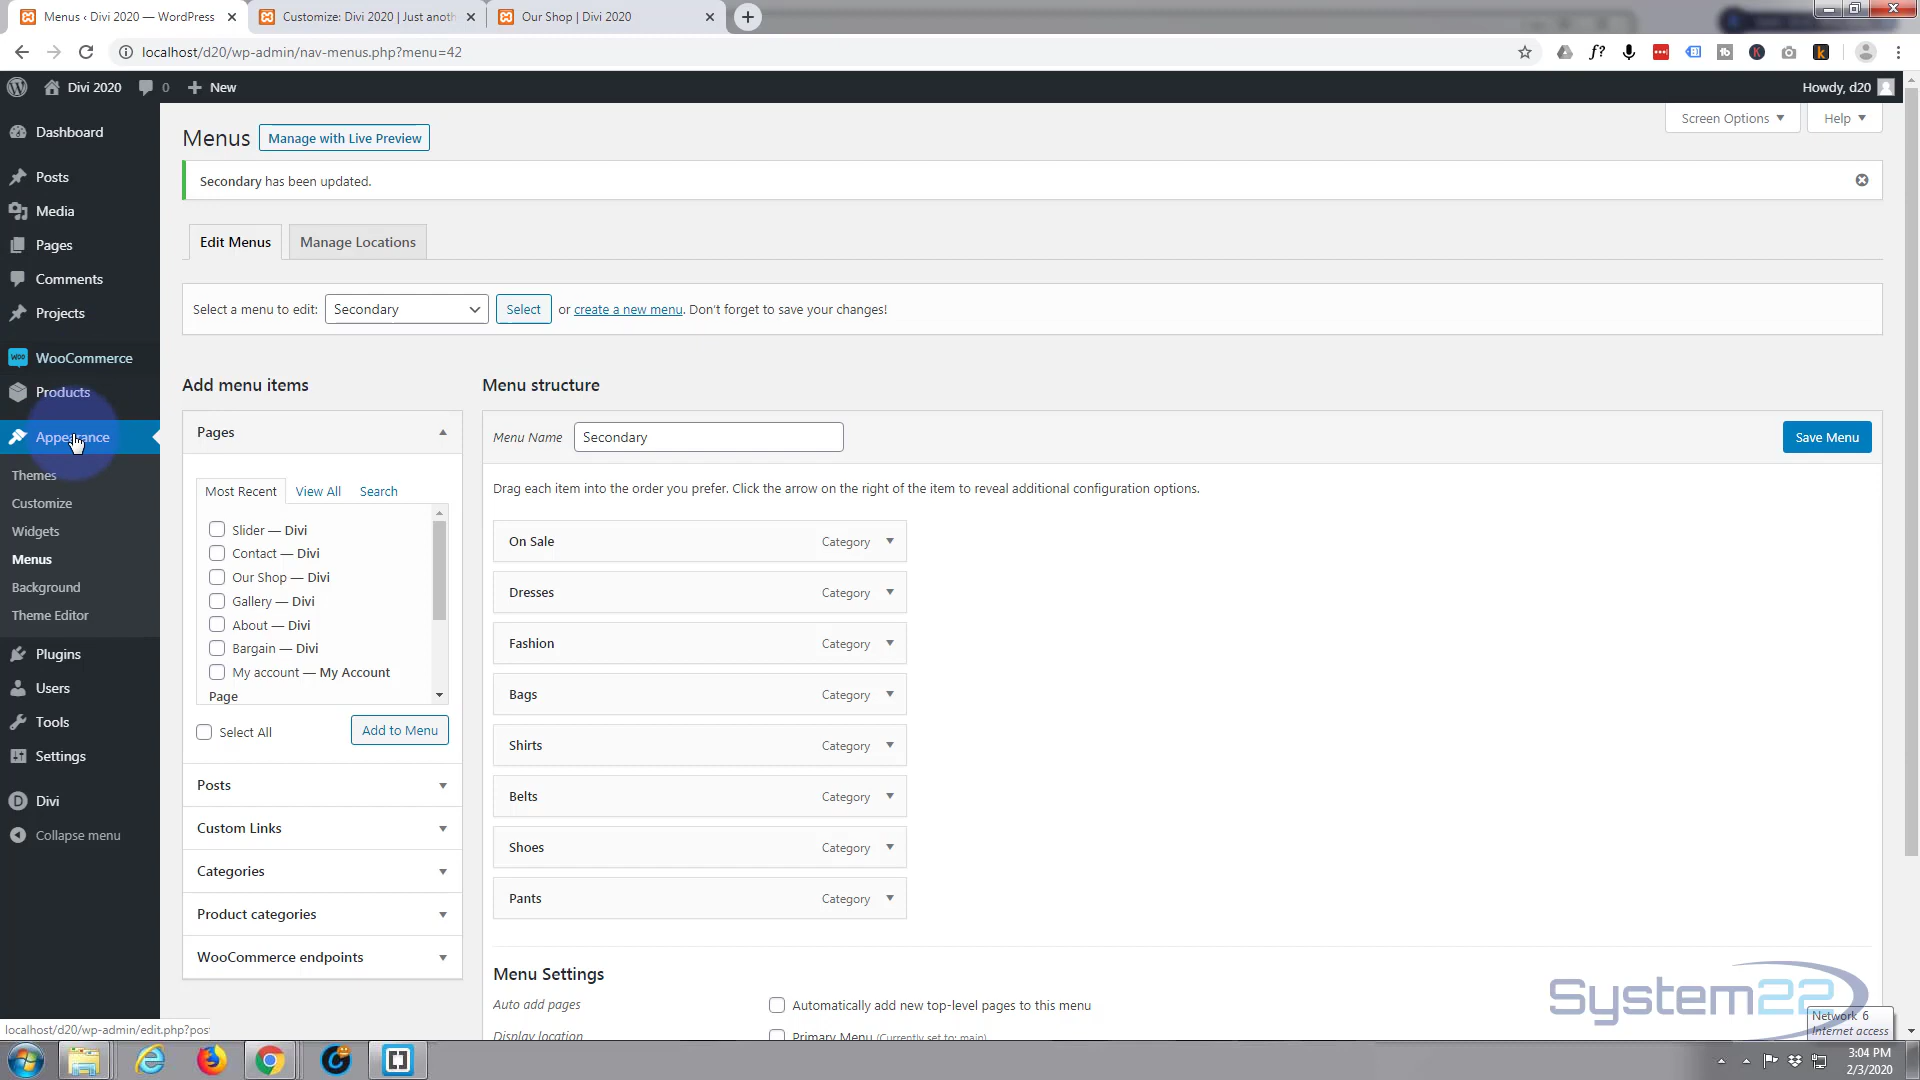 Menus ‹ Divi 2020 — WordPress
Customize: Divi 2020 | Just anoth
Our Shop | Divi 2020
localhost/d20/wp-admin/nav-menus.php?menu=42
Divi 2020
0
New
Howdy, d20
Dashboard
Posts
Media
Pages
Comments
Projects
WooCommerce
Products
Appearance
Themes
Customize
Widgets
Menus
Background
Theme Editor
Plugins
Users
Tools
Settings
Divi
Collapse menu
localhost/d20/wp-admin/edit.php?pos
Screen Options
Help
Menus
Manage with Live Preview
Secondary has been updated.
Edit Menus
Manage Locations
Select a menu to edit: Secondary Select or create a new menu. Don't forget to save your changes!
Add menu items
Pages
Most Recent View All Search
Slider — Divi
Contact — Divi
Our Shop — Divi
Gallery — Divi
About — Divi
Bargain — Divi
My account — My Account
Page
Select All
Add to Menu
Posts
Custom Links
Categories
Product categories
WooCommerce endpoints
Menu structure
Menu Name Secondary
Save Menu
Drag each item into the order you prefer. Click the arrow on the right of the item to reveal additional configuration options.
On Sale Category
Dresses Category
Fashion Category
Bags Category
Shirts Category
Belts Category
Shoes Category
Pants Category
Menu Settings
Auto add pages
Automatically add new top-level pages to this menu
Display location
Primary Menu (Currently set to: main)
System22
Network 6
Internet access
3:04 PM
2/3/2020